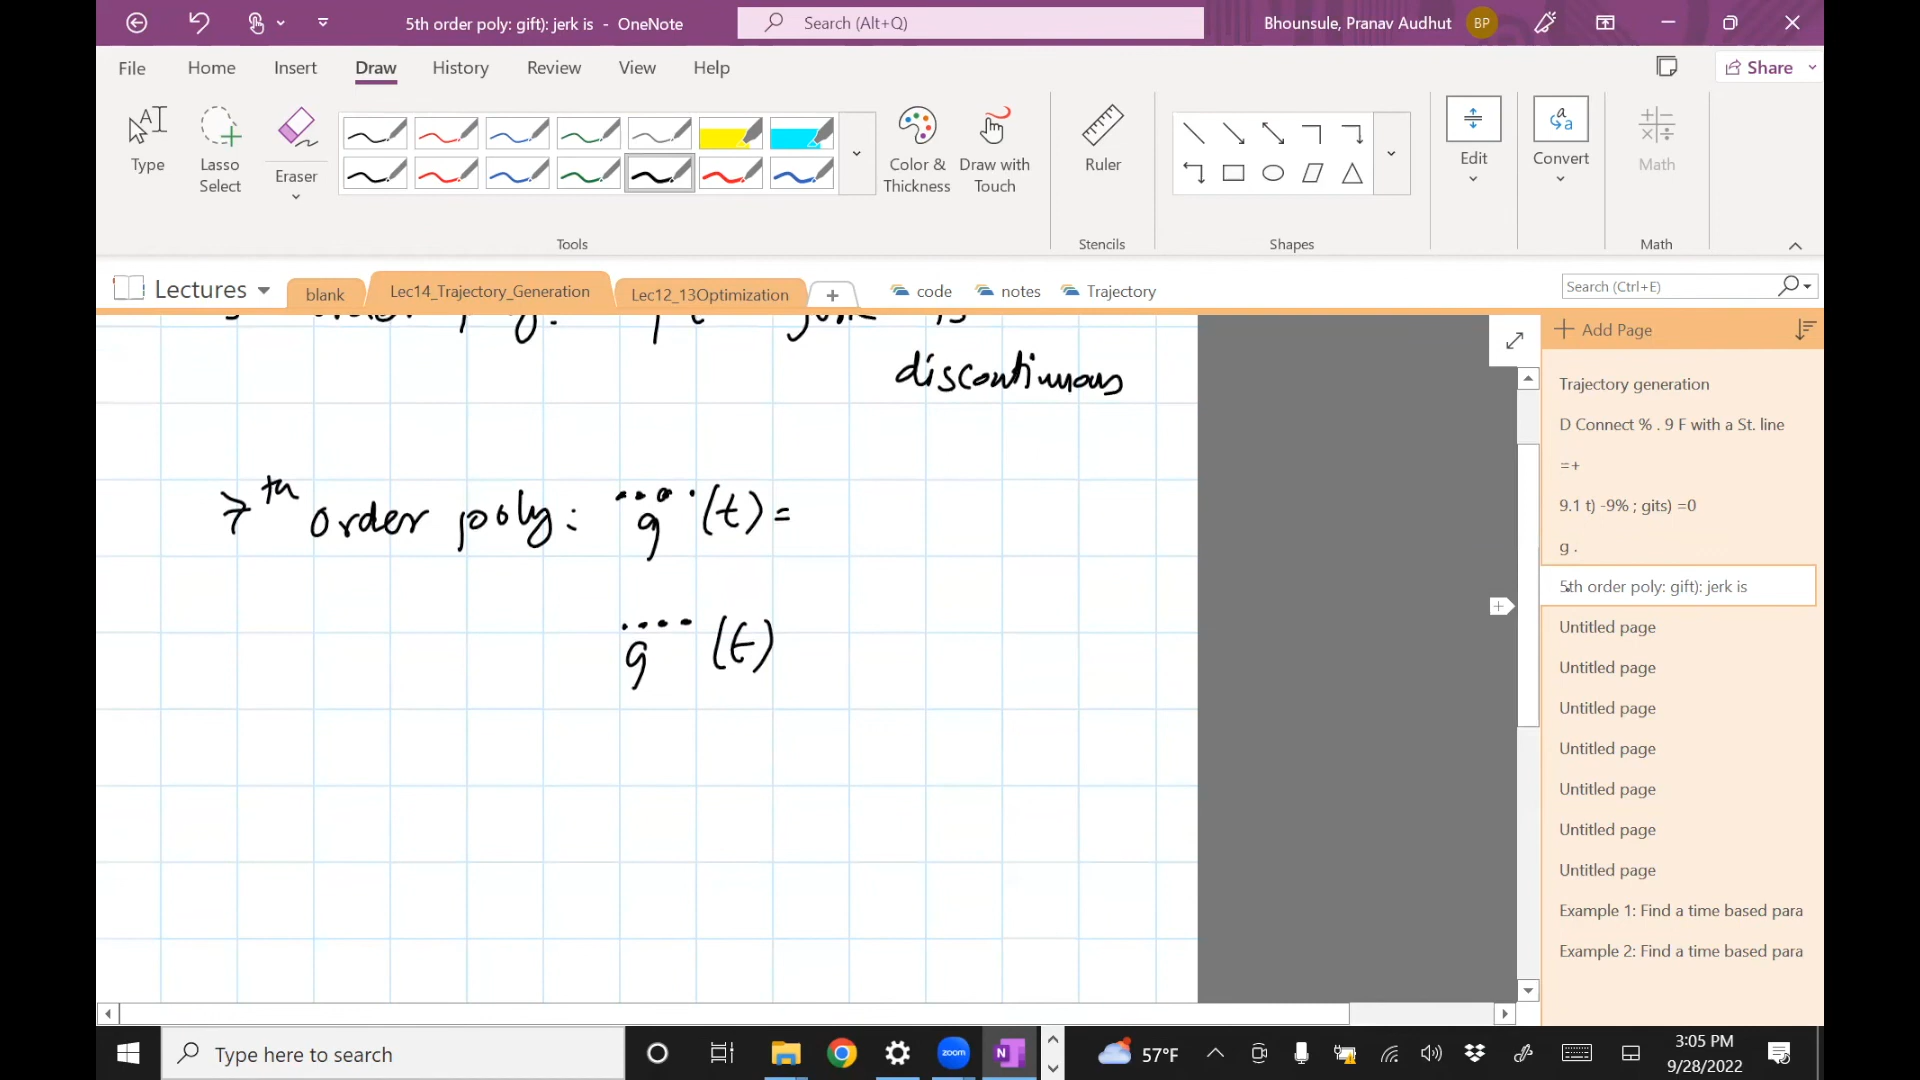 5th order poly: gift): jerk is - OneNote
Search (Alt+Q)
Bhounsule, Pranav Audhut
BP
File Home Insert Draw History Review View Help
Share
Type
Lasso Select
Eraser
Color & Thickness
Draw with Touch
Ruler
Edit
Convert
Math
Tools
Stencils
Shapes
Math
Lectures
blank
Lec14_Trajectory_Generation
Lec12_13Optimization
code
notes
Trajectory
Search (Ctrl+E)
order poly: jerk is
discontinuous
7th order poly: q(t) =
q(t)
Add Page
Trajectory generation
D Connect % . 9 F with a St. line
=+
9.1 t) -9% ; gits) =0
g .
5th order poly: gift): jerk is
Untitled page
Untitled page
Untitled page
Untitled page
Untitled page
Untitled page
Untitled page
Example 1: Find a time based para
Example 2: Find a time based para
Type here to search
zoom
57°F
3:05 PM
9/28/2022